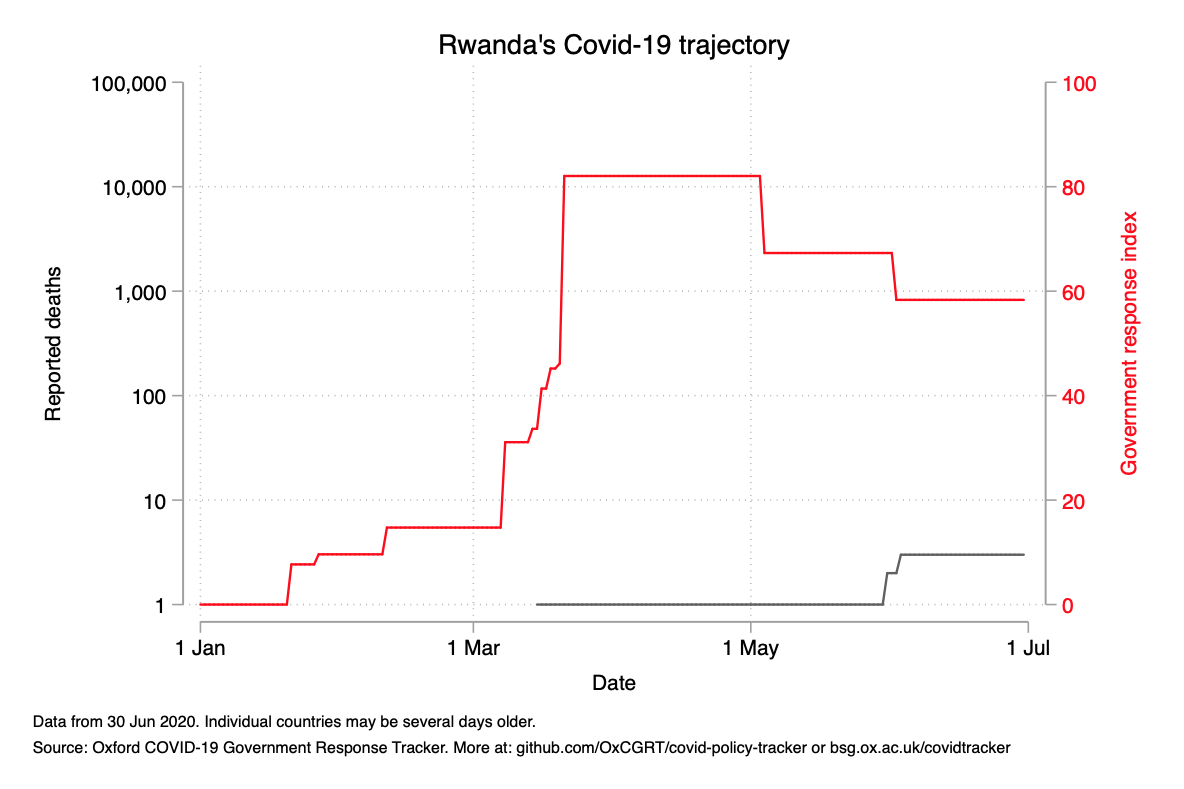 Rwanda's Covid-19 trajectory
100,000
10,000
1,000
100
10
1
Reported deaths
100
80
60
40
20
0
Government response index
1 Jan
1 Mar
1 May
1 Jul
Date
Data from 30 Jun 2020. Individual countries may be several days older.
Source: Oxford COVID-19 Government Response Tracker. More at: github.com/OxCGRT/covid-policy-tracker or bsg.ox.ac.uk/covidtracker